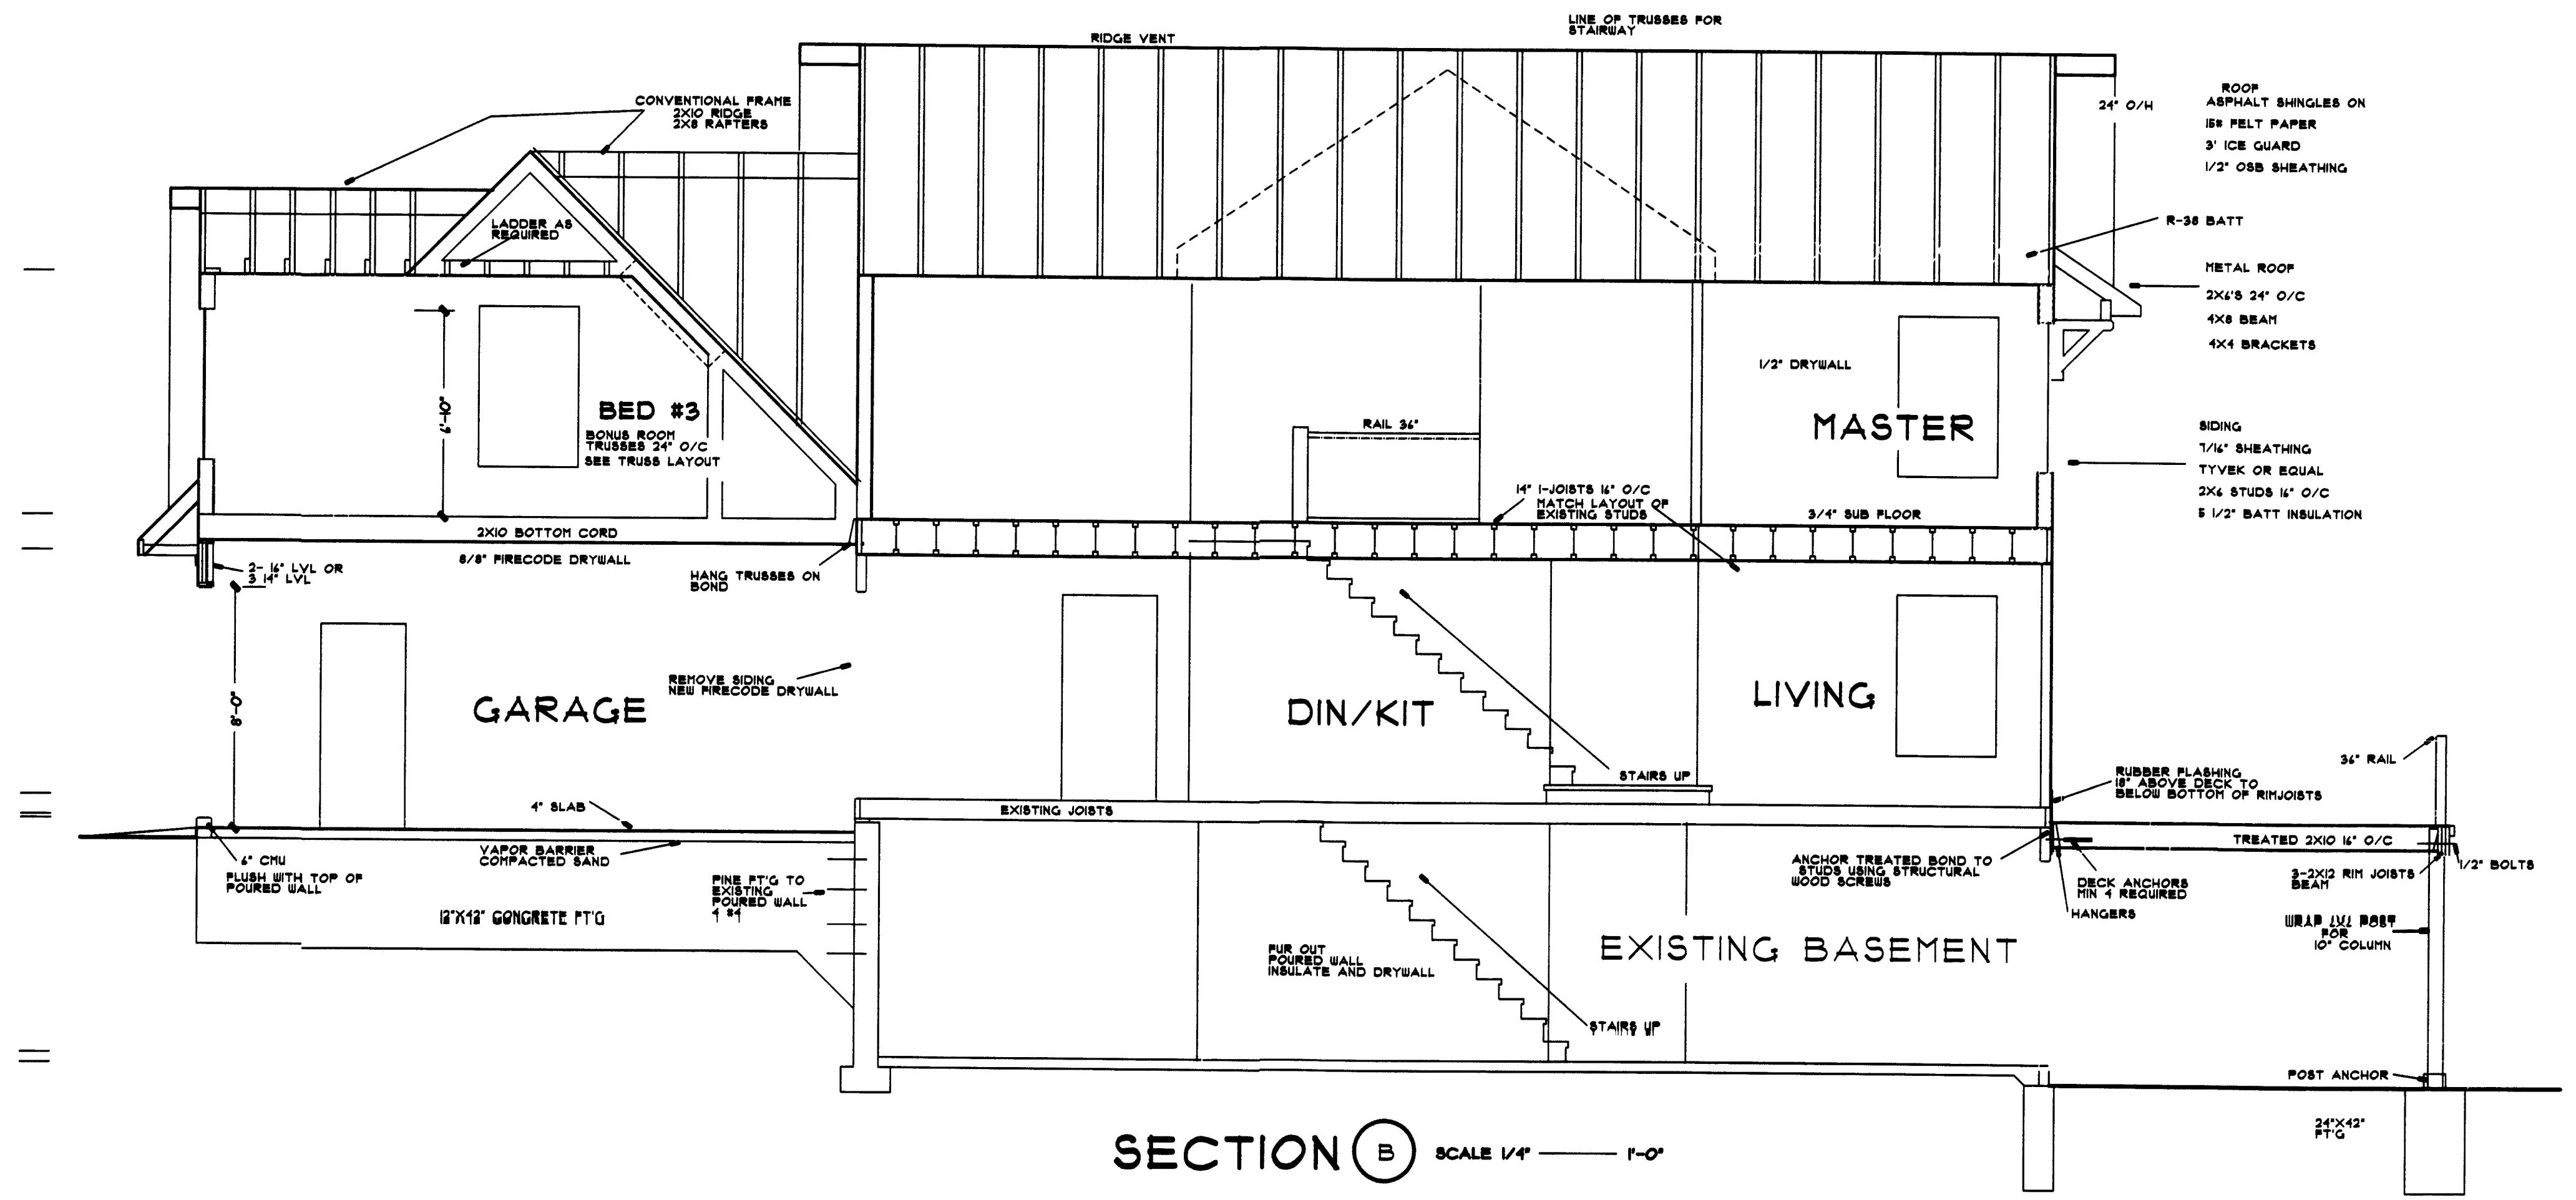 LINE OF TRUSSES FOR
STAIRWAY
RIDGE VENT
CONVENTIONAL FRAME
2X10 RIDGE
2X8 RAFTERS
24" O/H
ROOF
ASPHALT SHINGLES ON
15# FELT PAPER
3' ICE GUARD
1/2" OSB SHEATHING
LADDER AS
REQUIRED
R-38 BATT
METAL ROOF
2X6'S 24" O/C
4X8 BEAM
4X4 BRACKETS
1/2" DRYWALL
6'-10"
BED #3
BONUS ROOM
TRUSSES 24" O/C
SEE TRUSS LAYOUT
RAIL 36"
MASTER
SIDING
7/16" SHEATHING
TYVEK OR EQUAL
2X6 STUDS 16" O/C
5 1/2" BATT INSULATION
14" I-JOISTS 16" O/C
MATCH LAYOUT OF
EXISTING STUDS
3/4" SUB FLOOR
2X10 BOTTOM CORD
5/8" FIRECODE DRYWALL
2- 16" LVL OR
3 14" LVL
HANG TRUSSES ON
BOND
8'-0"
GARAGE
REMOVE SIDING
NEW FIRECODE DRYWALL
DIN/KIT
LIVING
STAIRS UP
36" RAIL
RUBBER FLASHING
18" ABOVE DECK TO
BELOW BOTTOM OF RIMJOISTS
4" SLAB
EXISTING JOISTS
TREATED 2X10 16" O/C
VAPOR BARRIER
COMPACTED SAND
6" CMU
FLUSH WITH TOP OF
POURED WALL
PINE FT'G TO
EXISTING
POURED WALL
4 #4
12"X42" CONCRETE FT'G
ANCHOR TREATED BOND TO
STUDS USING STRUCTURAL
WOOD SCREWS
DECK ANCHORS
MIN 4 REQUIRED
HANGERS
3-2X12 RIM JOISTS
BEAM
1/2" BOLTS
WRAP POST
FOR
10" COLUMN
FUR OUT
POURED WALL
INSULATE AND DRYWALL
EXISTING BASEMENT
STAIRS UP
POST ANCHOR
24"X42"
FT'G
SECTION B SCALE 1/4" 1'-0"